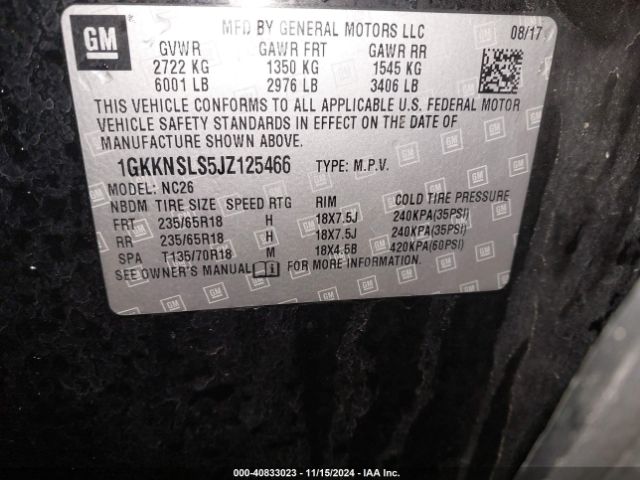 GM
MFD BY GENERAL MOTORS LLC 08/17
GVWR GAWR FRT GAWR RR
2722 KG 1350 KG 1545 KG
6001 LB 2976 LB 3406 LB
THIS VEHICLE CONFORMS TO ALL APPLICABLE U.S. FEDERAL MOTOR
VEHICLE SAFETY STANDARDS IN EFFECT ON THE DATE OF
MANUFACTURE SHOWN ABOVE.
1GKKNSLS5JZ125466 TYPE: M.P.V.
MODEL: NC26
NBDM TIRE SIZE SPEED RTG RIM COLD TIRE PRESSURE
FRT 235/65R18 H 18X7.5J 240KPA(35PSI)
RR 235/65R18 H 18X7.5J 240KPA(35PSI)
SPA T135/70R18 M 18X4.5B 420KPA(60PSI)
SEE OWNER'S MANUAL FOR MORE INFORMATION.
000-40833023 - 11/15/2024 - IAAI.com